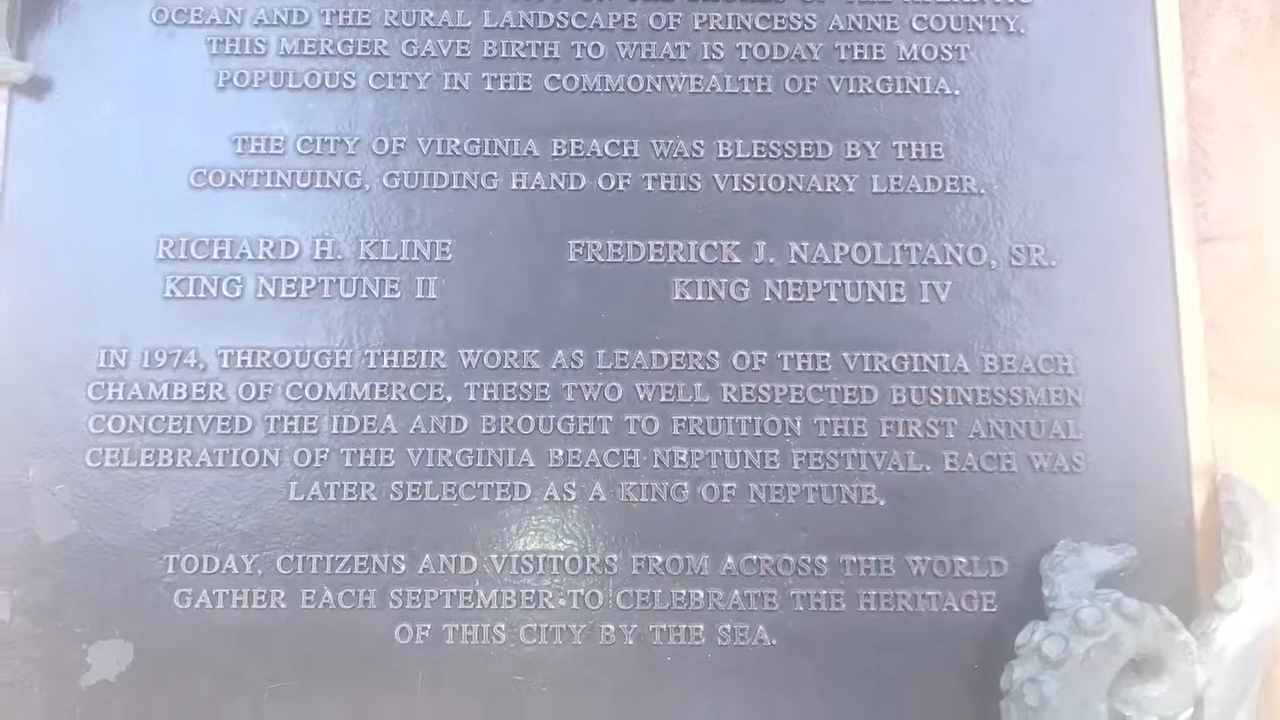 OCEAN AND THE RURAL LANDSCAPE OF PRINCESS ANNE COUNTY.
THIS MERGER GAVE BIRTH TO WHAT IS TODAY THE MOST
POPULOUS CITY IN THE COMMONWEALTH OF VIRGINIA.
THE CITY OF VIRGINIA BEACH WAS BLESSED BY THE
CONTINUING, GUIDING HAND OF THIS VISIONARY LEADER.
RICHARD H. KLINE
KING NEPTUNE II
FREDERICK J. NAPOLITANO, SR.
KING NEPTUNE IV
IN 1974, THROUGH THEIR WORK AS LEADERS OF THE VIRGINIA BEACH
CHAMBER OF COMMERCE, THESE TWO WELL RESPECTED BUSINESSMEN
CONCEIVED THE IDEA AND BROUGHT TO FRUITION THE FIRST ANNUAL
CELEBRATION OF THE VIRGINIA BEACH NEPTUNE FESTIVAL. EACH WAS
LATER SELECTED AS A KING OF NEPTUNE.
TODAY, CITIZENS AND VISITORS FROM ACROSS THE WORLD
GATHER EACH SEPTEMBER TO CELEBRATE THE HERITAGE
OF THIS CITY BY THE SEA.